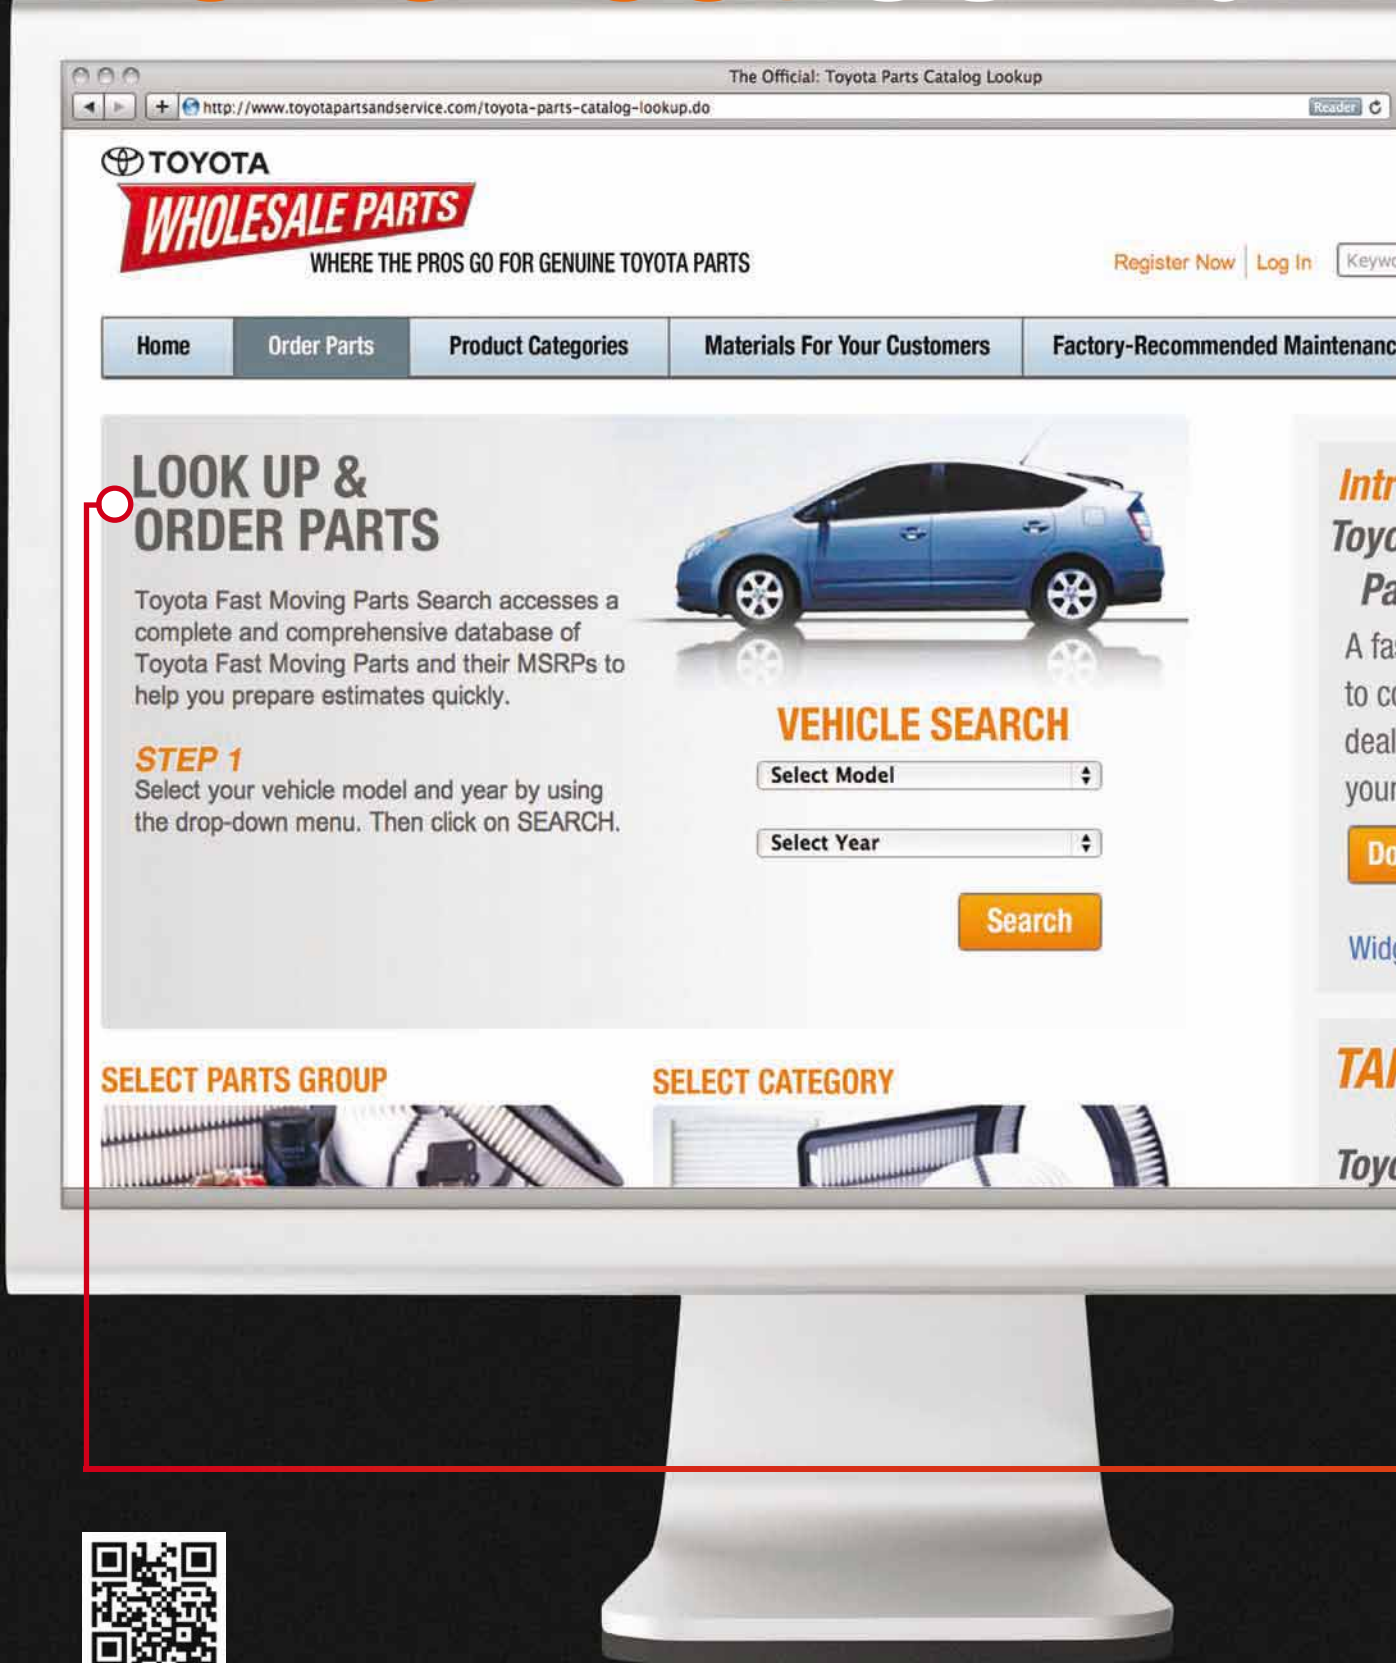 The Official: Toyota Parts Catalog Lookup
http://www.toyotapartsandservice.com/toyota-parts-catalog-lookup.do
Reader
TOYOTA
WHOLESALE PARTS
WHERE THE PROS GO FOR GENUINE TOYOTA PARTS
Register Now Log In
Home Order Parts Product Categories Materials For Your Customers Factory-Recommended
LOOK UP &
ORDER PARTS
Toyota Fast Moving Parts Search accesses a
complete and comprehensive database of
Toyota Fast Moving Parts and their MSRPs to
help you prepare estimates quickly.
STEP 1
Select your vehicle model and year by using
the drop-down menu. Then click on SEARCH.
VEHICLE SEARCH
Select Model
Select Year
Search
A
to
SELECT PARTS GROUP
SELECT CATEGORY